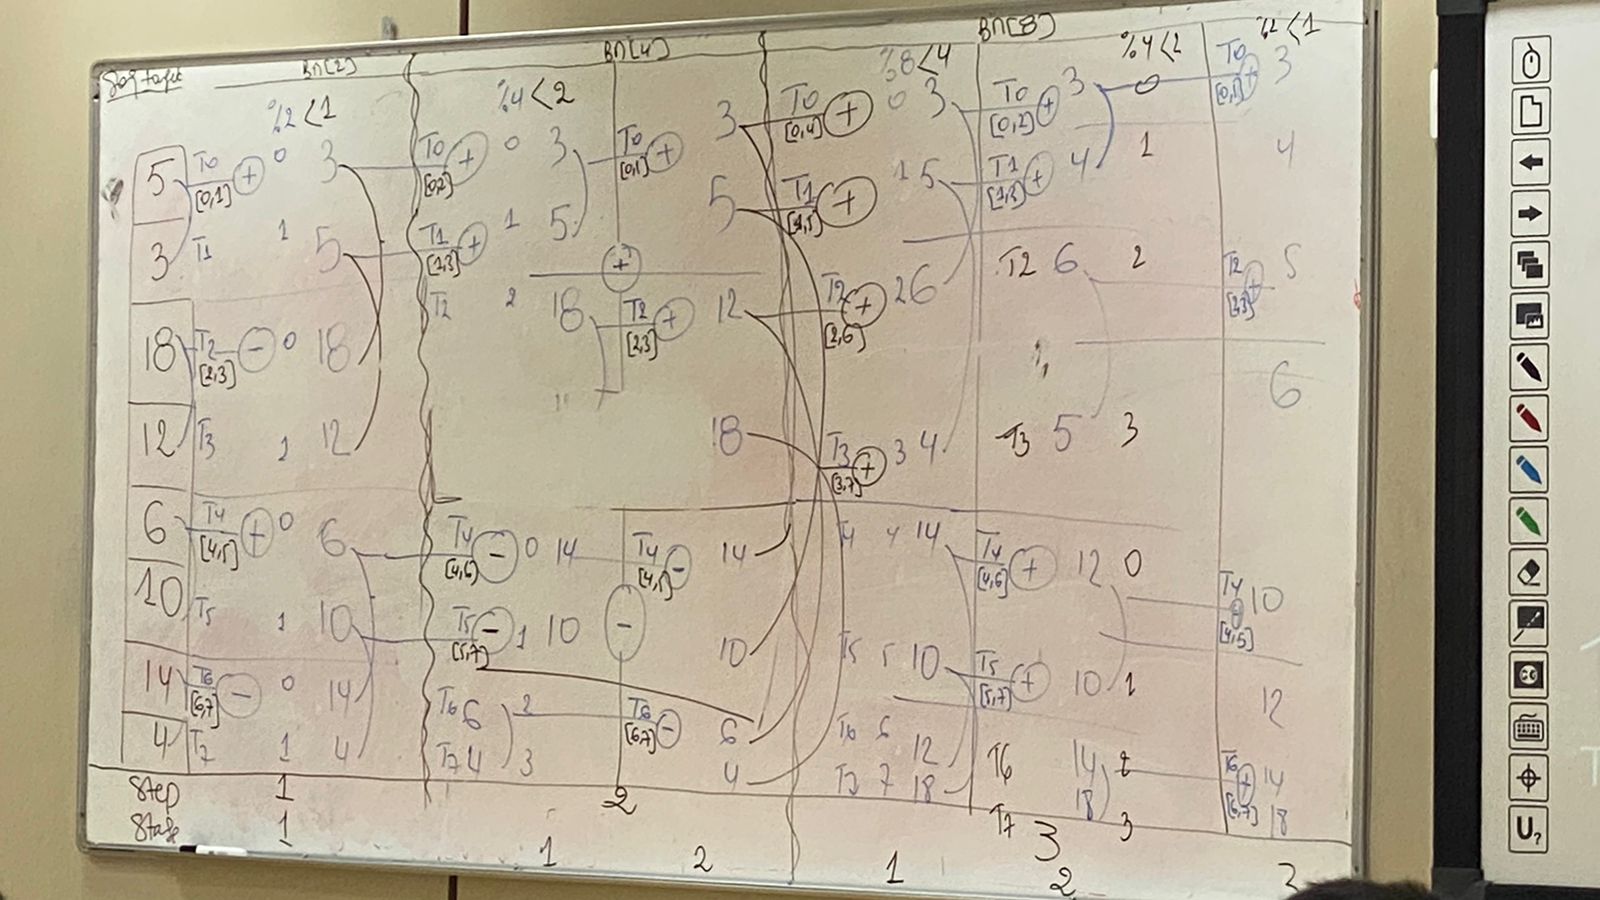 BM[2] BM[4] BM[8]
%2<1 %4<2 %8<4 %4<2 %2<1
5 T0 [0,1] + 0 3 T0 [0,2] + 0 3 T0 [0,1] + 3 T0 [0,4] + 0 3 T0 [0,2] + 3 0 T0 [0,1] + 3
3 T1 1 5 T1 [1,3] + 1 5 5 T1 [1,5] + 1 5 T1 [1,3] + 4 1 4
+
18 T2 [2,3] - 0 18 T2 2 18 T2 [2,3] + 12 T2 [2,6] + 2 6 T2 6 2 T2 [2,3] + 5
12 T3 1 12 18 T3 [3,7] + 3 4 T3 5 3 6
6 T4 [4,5] + 0 6 T4 [4,6] - 0 14 T4 [4,5] - 14 T4 4 14 T4 [4,6] + 12 0 T4 [4,5] + 10
10 T5 1 10 T5 [5,7] - 1 10 - 10 T5 5 10 T5 [5,7] + 10 1 12
14 T6 [6,7] - 0 14 T6 6 2 T6 [6,7] - 6 T6 6 12 T6 14 2 T6 [6,7] + 14
4 T7 1 4 T7 4 3 4 T7 7 18 T7 18 3 18
Step 1 2 3
Stage 1 1 2 1 2 3